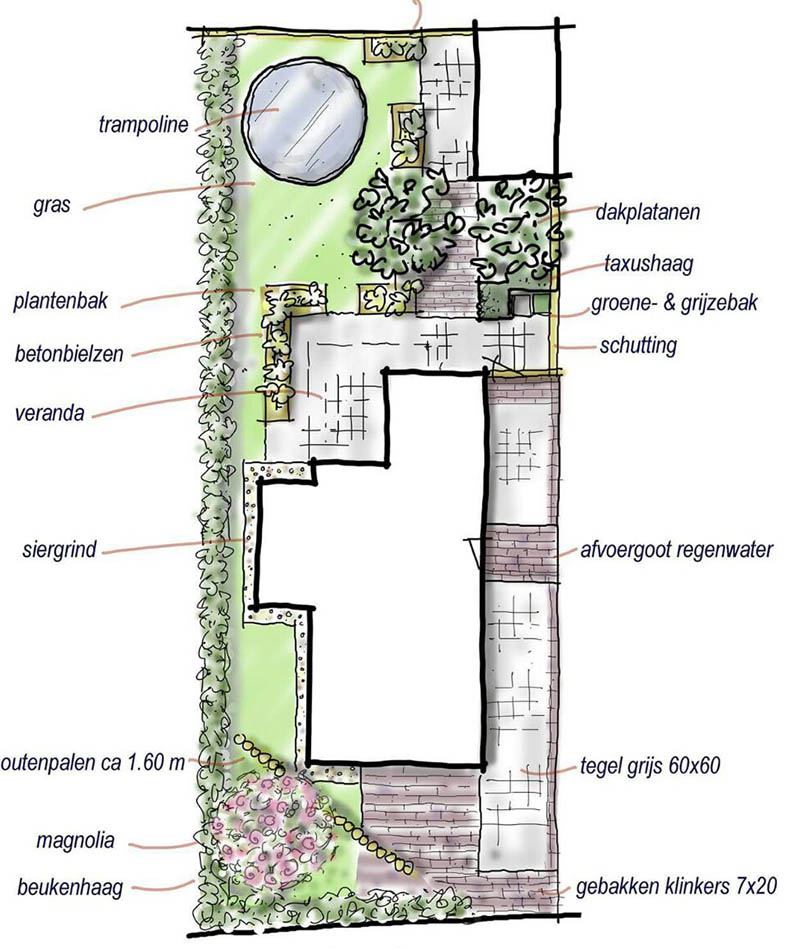 trampoline
gras
dakplatanen
taxushaag
plantenbak
groene- & grijzebak
betonbielzen
schutting
veranda
siergrind
afvoergoot regenwater
outenpalen ca 1.60 m
tegel grijs 60x60
magnolia
beukenhaag
gebakken klinkers 7x20